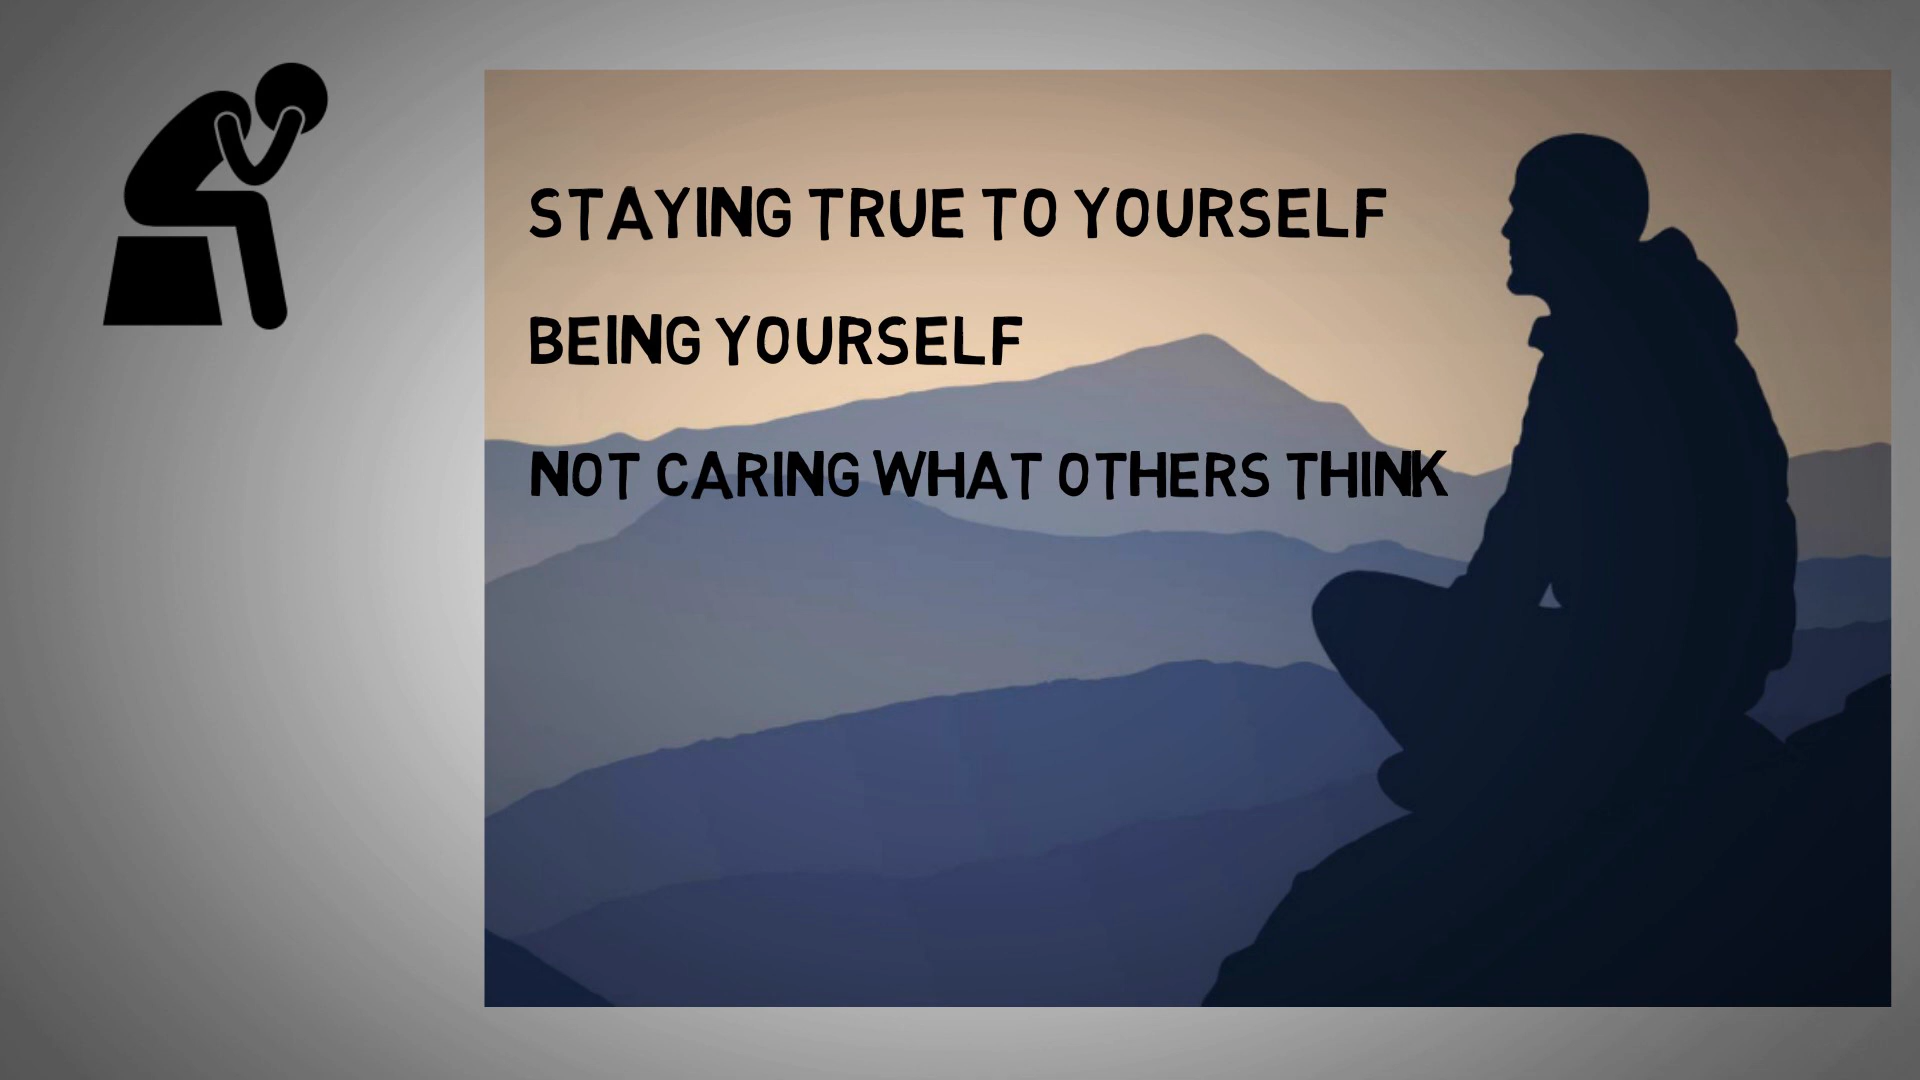 STAYING TRUE TO YOURSELF
BEING YOURSELF
NOT CARING WHAT OTHERS THINK